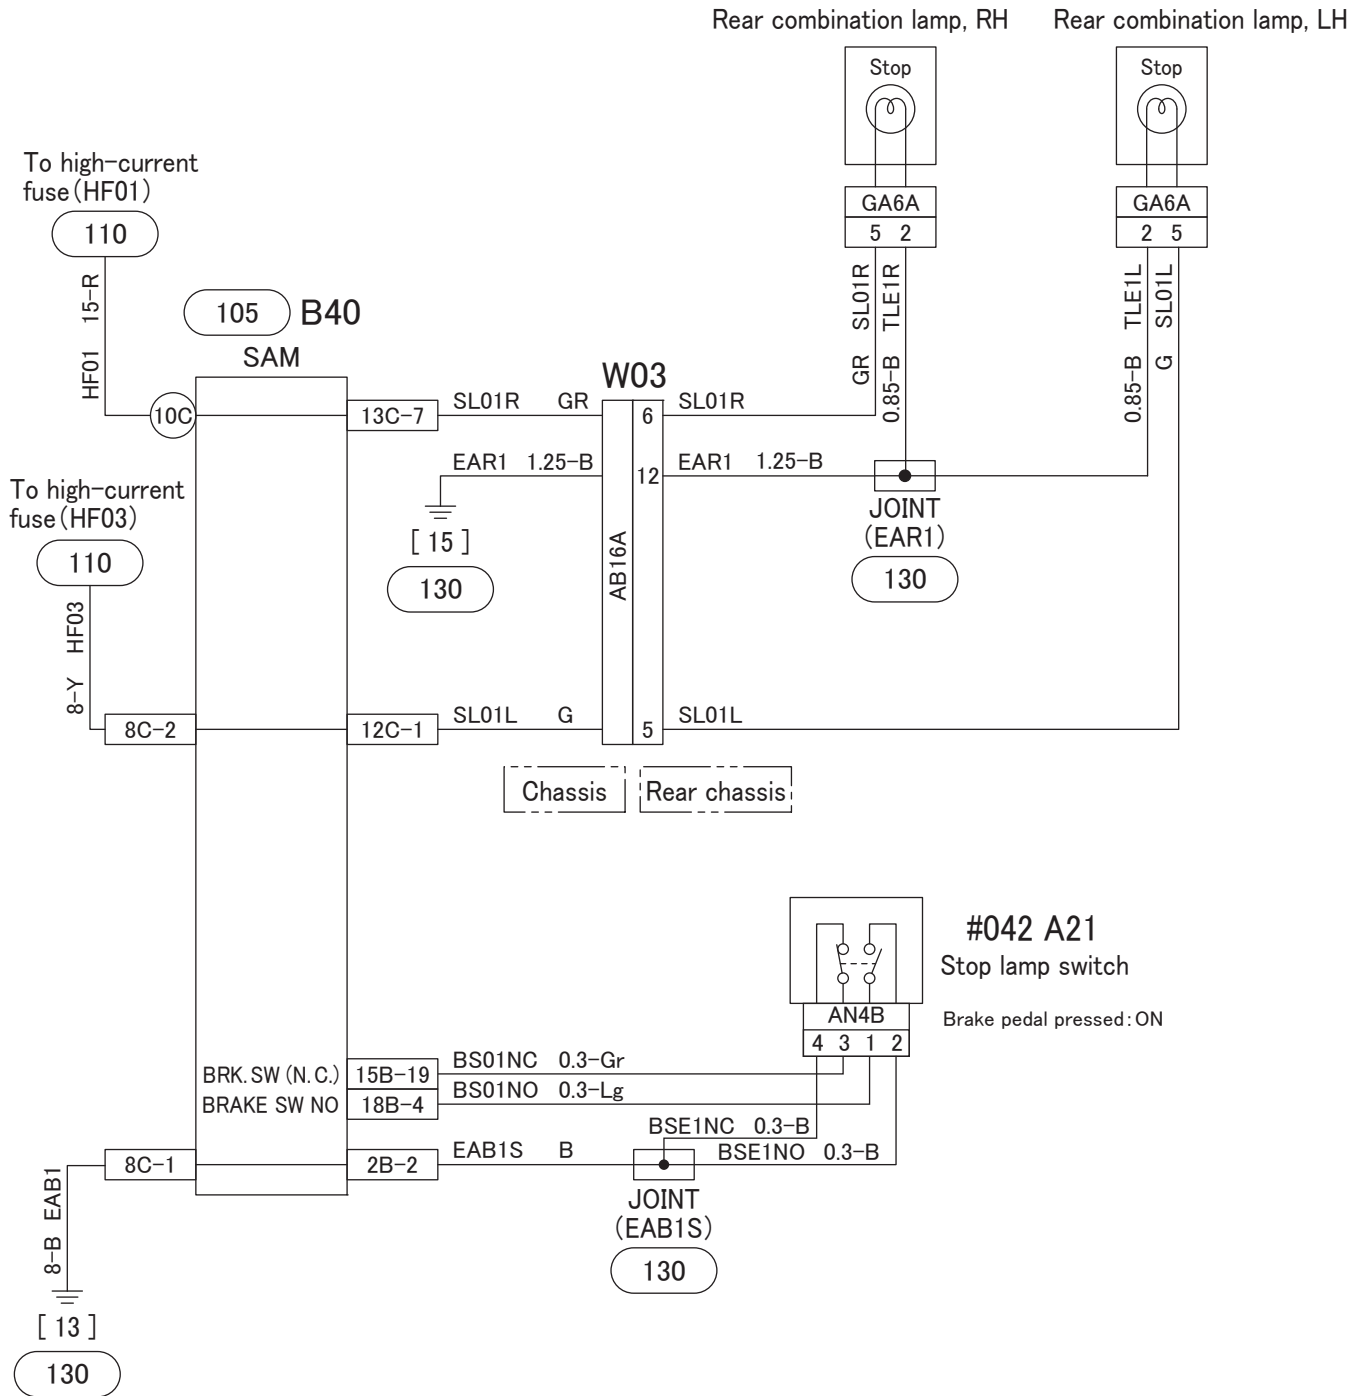 Rear combination lamp, RH
Rear combination lamp, LH
Stop
Stop
To high-current
fuse(HF01)
110
GA6A
5 2
GA6A
2 5
HF01 15-R
105
B40
SAM
GR SL01R
0.85-B TLE1R
0.85-B TLE1L
G SL01L
W03
10C
13C-7
SL01R GR
6
SL01R
EAR1 1.25-B
12
EAR1 1.25-B
To high-current
fuse(HF03)
110
[ 15 ]
130
AB16A
JOINT
(EAR1)
130
8-Y HF03
8C-2
12C-1
SL01L G
5
SL01L
Chassis
Rear chassis
#042 A21
Stop lamp switch
Brake pedal pressed:ON
AN4B
4 3 1 2
BRK.SW(N.C.)
15B-19
BS01NC 0.3-Gr
BRAKE SW NO
18B-4
BS01NO 0.3-Lg
BSE1NC 0.3-B
BSE1NO 0.3-B
8C-1
2B-2
EAB1S B
8-B EAB1
JOINT
(EAB1S)
130
[ 13 ]
130